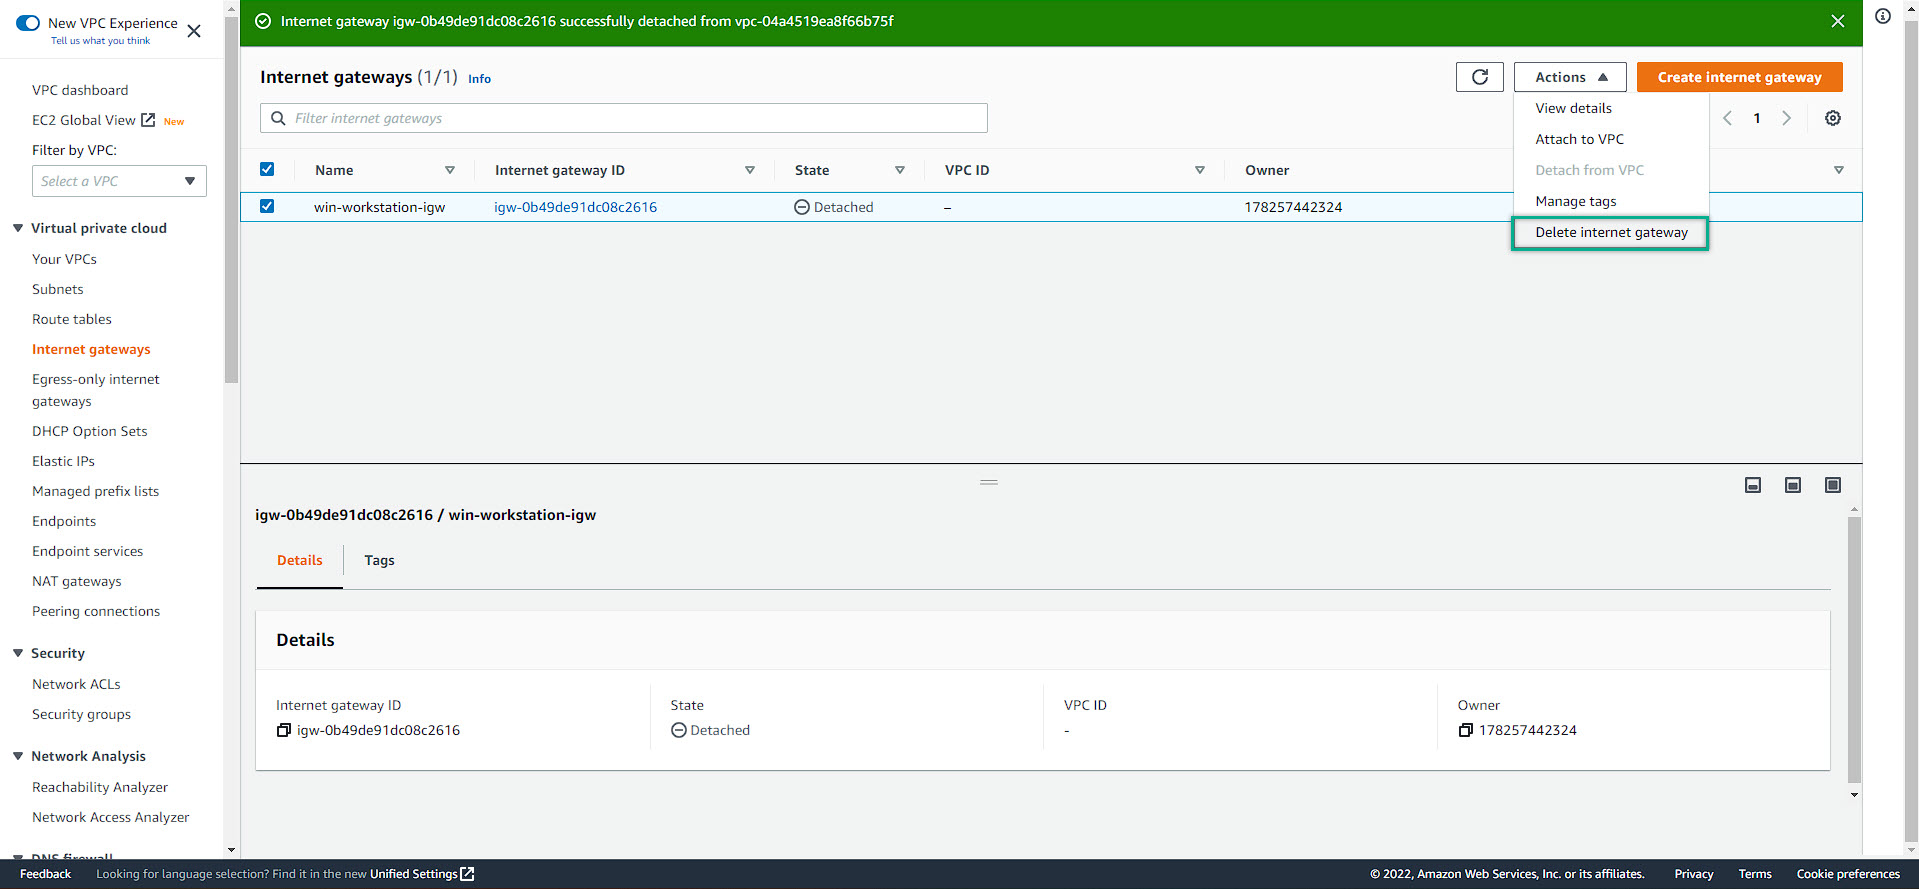 New VPC Experience
Tell us what you think
VPC dashboard
EC2 Global View New
Filter by VPC:
Select a VPC
Virtual private cloud
Your VPCs
Subnets
Route tables
Internet gateways
Egress-only internet
gateways
DHCP Option Sets
Elastic IPs
Managed prefix lists
Endpoints
Endpoint services
NAT gateways
Peering connections
Security
Network ACLs
Security groups
Network Analysis
Reachability Analyzer
Network Access Analyzer
DNS firewall
Internet gateway igw-0b49de91dc08c2616 successfully detached from vpc-04a4519ea8f66b75f
Internet gateways (1/1) Info
Actions
Create internet gateway
Filter internet gateways
1
View details
Attach to VPC
Detach from VPC
Manage tags
Delete internet gateway
Name Internet gateway ID State VPC ID Owner
win-workstation-igw igw-0b49de91dc08c2616 Detached – 178257442324
igw-0b49de91dc08c2616 / win-workstation-igw
Details Tags
Details
Internet gateway ID State VPC ID Owner
igw-0b49de91dc08c2616 Detached - 178257442324
Feedback Looking for language selection? Find it in the new Unified Settings © 2022, Amazon Web Services, Inc. or its affiliates. Privacy Terms Cookie preferences